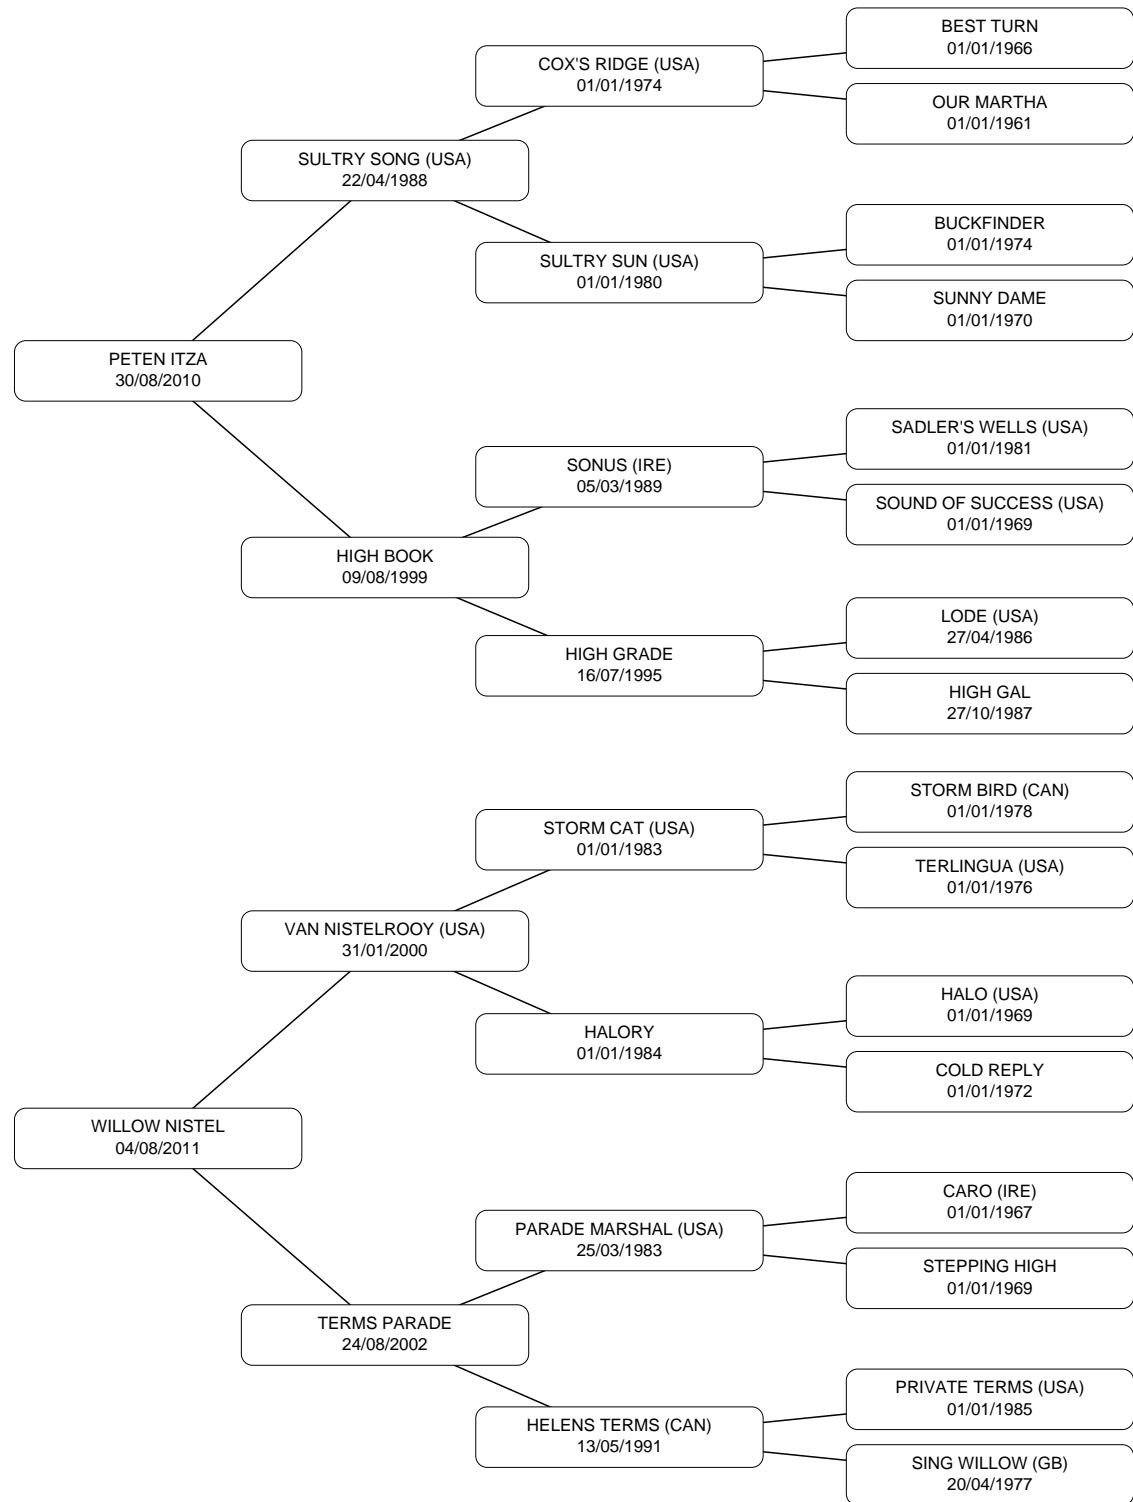 BEST TURN
01/01/1966
COX'S RIDGE (USA)
01/01/1974
OUR MARTHA
01/01/1961
SULTRY SONG (USA)
22/04/1988
BUCKFINDER
01/01/1974
SULTRY SUN (USA)
01/01/1980
SUNNY DAME
01/01/1970
PETEN ITZA
30/08/2010
SADLER'S WELLS (USA)
01/01/1981
SONUS (IRE)
05/03/1989
SOUND OF SUCCESS (USA)
01/01/1969
HIGH BOOK
09/08/1999
LODE (USA)
27/04/1986
HIGH GRADE
16/07/1995
HIGH GAL
27/10/1987
STORM BIRD (CAN)
01/01/1978
STORM CAT (USA)
01/01/1983
TERLINGUA (USA)
01/01/1976
VAN NISTELROOY (USA)
31/01/2000
HALO (USA)
01/01/1969
HALORY
01/01/1984
COLD REPLY
01/01/1972
WILLOW NISTEL
04/08/2011
CARO (IRE)
01/01/1967
PARADE MARSHAL (USA)
25/03/1983
STEPPING HIGH
01/01/1969
TERMS PARADE
24/08/2002
PRIVATE TERMS (USA)
01/01/1985
HELENS TERMS (CAN)
13/05/1991
SING WILLOW (GB)
20/04/1977